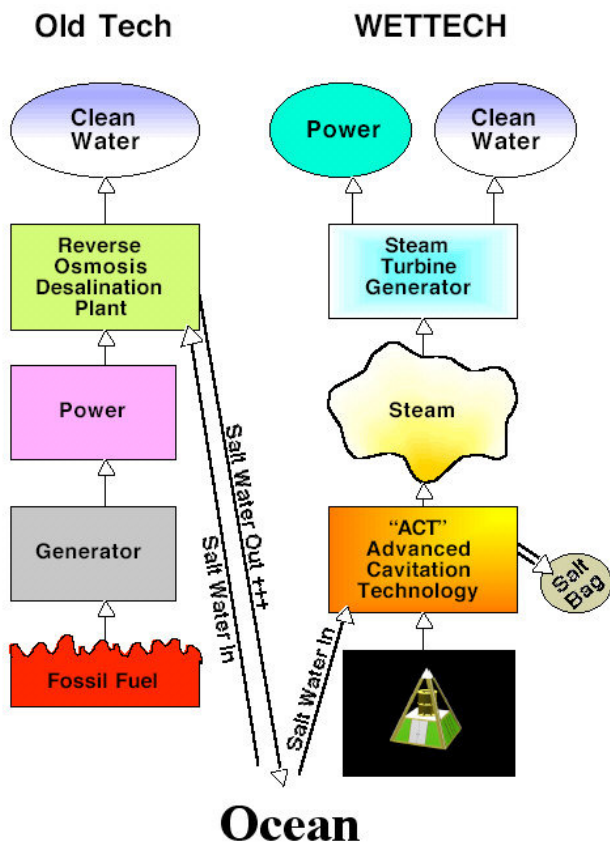 Old Tech
WETTECH
Clean
Water
Power
Clean
Water
Reverse
Osmosis
Desalination
Plant
Steam
Turbine
Generator
Power
Steam
Salt Water Out +++
Salt Water In
Generator
“ACT”
Advanced
Cavitation
Technology
Salt
Bag
Fossil Fuel
Salt Water In
Ocean